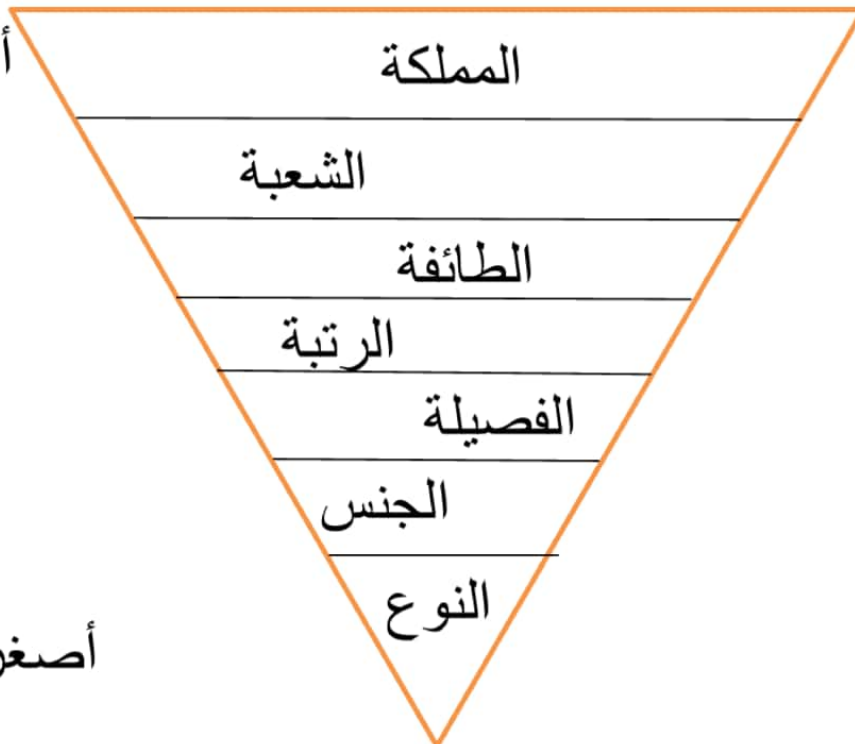 المملكة
الشعبة
الطائفة
الرتبة
الفصيلة
الجنس
النوع